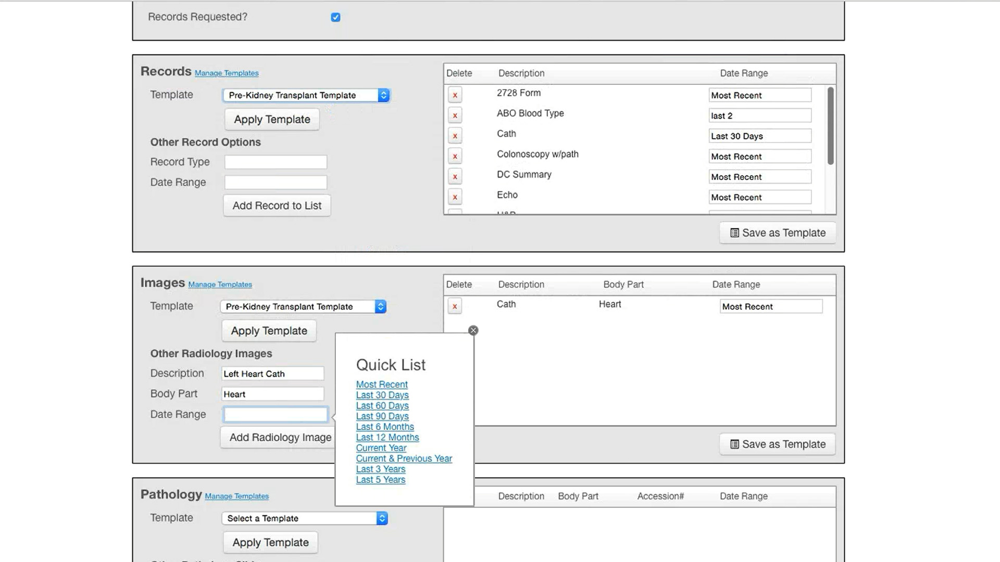 Records Requested?
Records Manage Templates
Template Pre-Kidney Transplant Template
Apply Template
Other Record Options
Record Type
Date Range
Add Record to List
Delete Description Date Range
x 2728 Form Most Recent
x ABO Blood Type last 2
x Cath Last 30 Days
x Colonoscopy w/path Most Recent
x DC Summary Most Recent
x Echo Most Recent
Save as Template
Images Manage Templates
Template Pre-Kidney Transplant Template
Apply Template
Other Radiology Images
Description Left Heart Cath
Body Part Heart
Date Range
Add Radiology Image
Delete Description Body Part Date Range
x Cath Heart Most Recent
Quick List
Most Recent
Last 30 Days
Last 60 Days
Last 90 Days
Last 6 Months
Last 12 Months
Current Year
Current & Previous Year
Last 3 Years
Last 5 Years
Save as Template
Pathology Manage Templates
Template Select a Template
Apply Template
Description Body Part Accession# Date Range